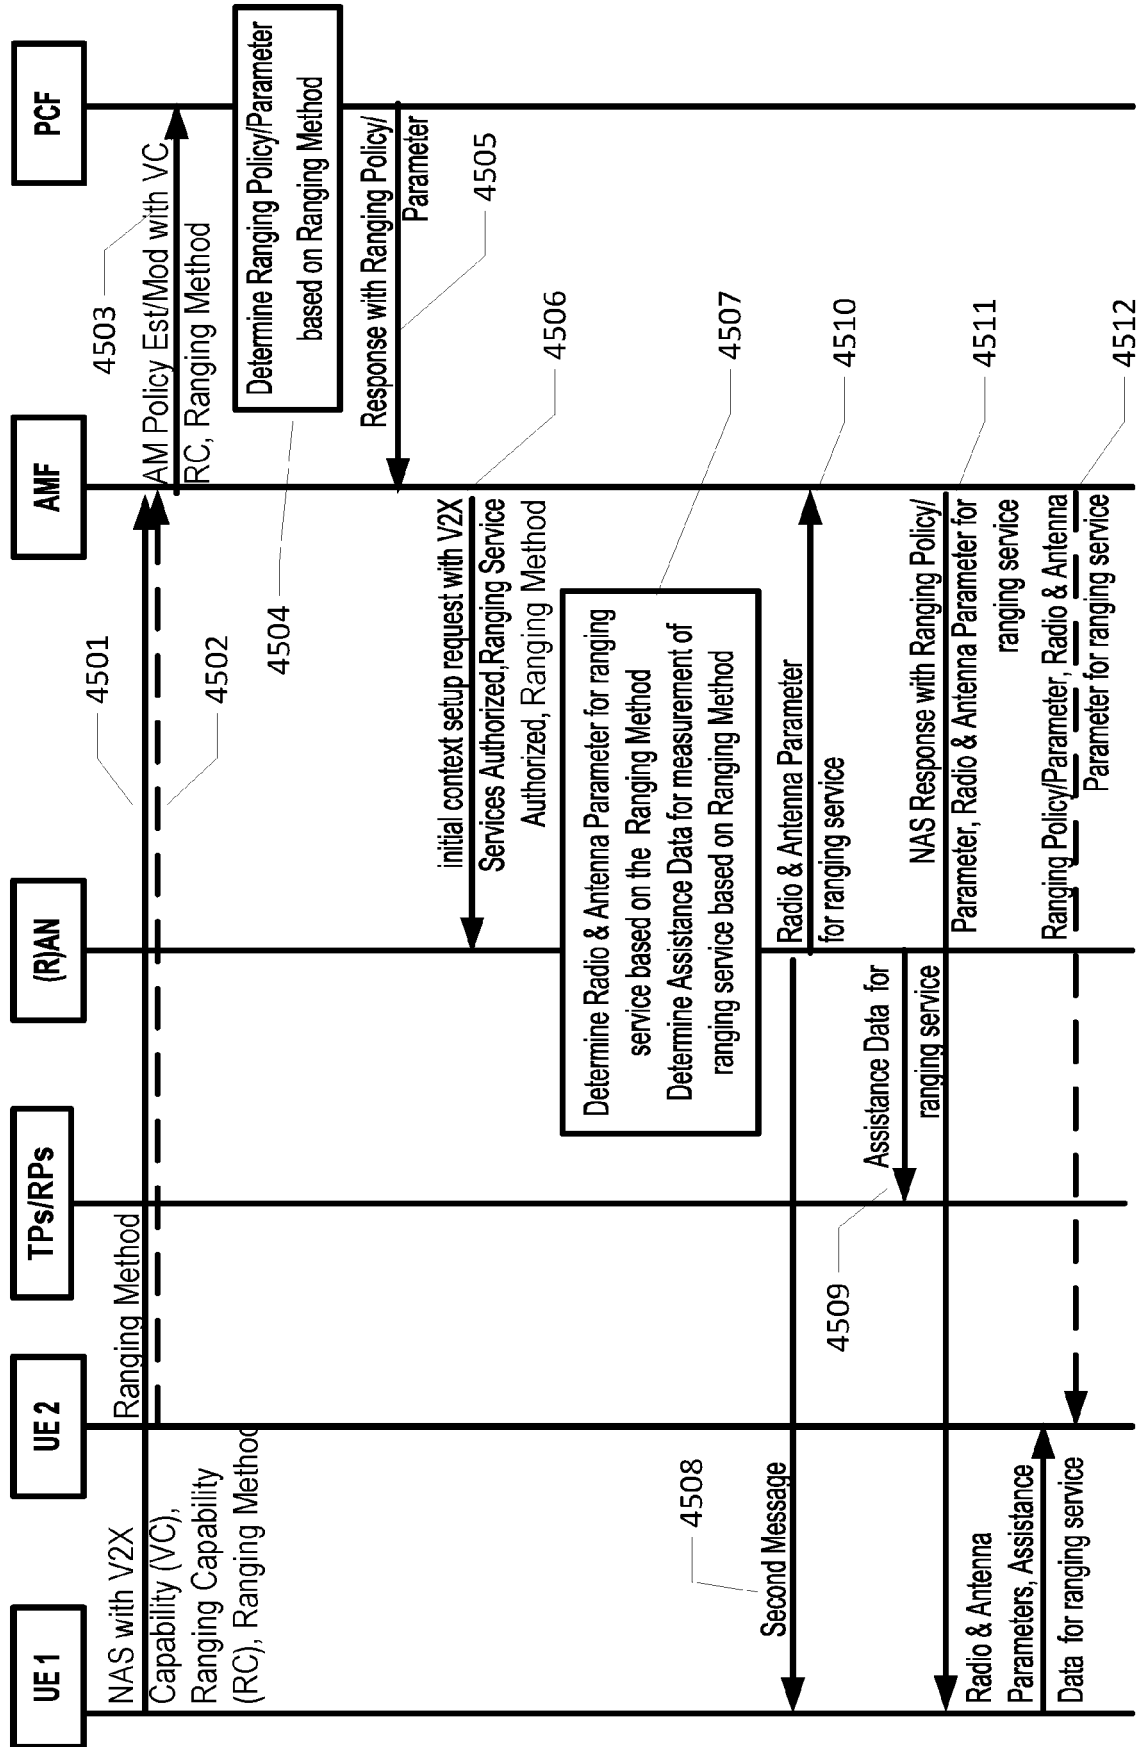 UE 1
UE 2
TPs/RPs
(R)AN
AMF
PCF
NAS with V2X
Capability (VC),
Ranging Capability
(RC), Ranging Method
Ranging Method
4501
4502
4503
AM Policy Est/Mod with VC
RC, Ranging Method
4504
Determine Ranging Policy/Parameter
based on Ranging Method
Response with Ranging Policy/
Parameter
4505
initial context setup request with V2X
Services Authorized,Ranging Service
Authorized, Ranging Method
4506
Determine Radio & Antenna Parameter for ranging
service based on the Ranging Method
Determine Assistance Data for measurement of
ranging service based on Ranging Method
4507
Second Message
4508
Radio & Antenna Parameter
for ranging service
4510
Assistance Data for
ranging service
4509
NAS Response with Ranging Policy/
Parameter, Radio & Antenna Parameter for
ranging service
4511
Radio & Antenna
Parameters, Assistance
Data for ranging service
Ranging Policy/Parameter, Radio & Antenna
Parameter for ranging service
4512